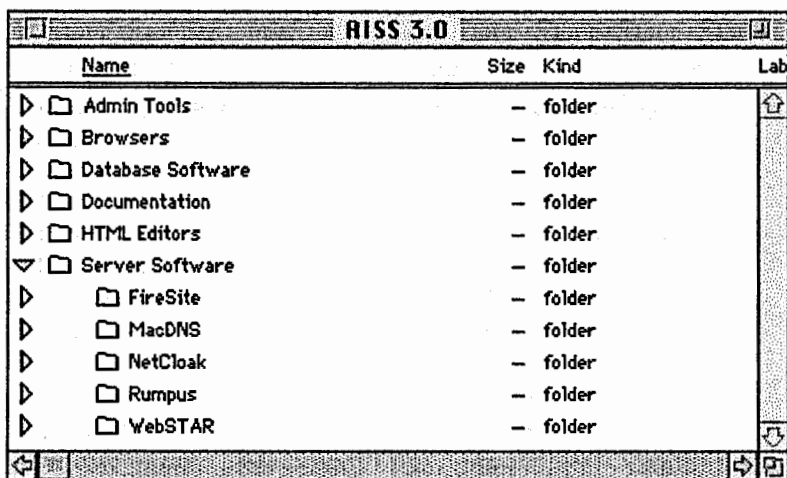 AISS 3.0
Name Size Kind Lab
Admin Tools – folder
Browsers – folder
Database Software – folder
Documentation – folder
HTML Editors – folder
Server Software – folder
FireSite – folder
MacDNS – folder
NetCloak – folder
Rumpus – folder
WebSTAR – folder